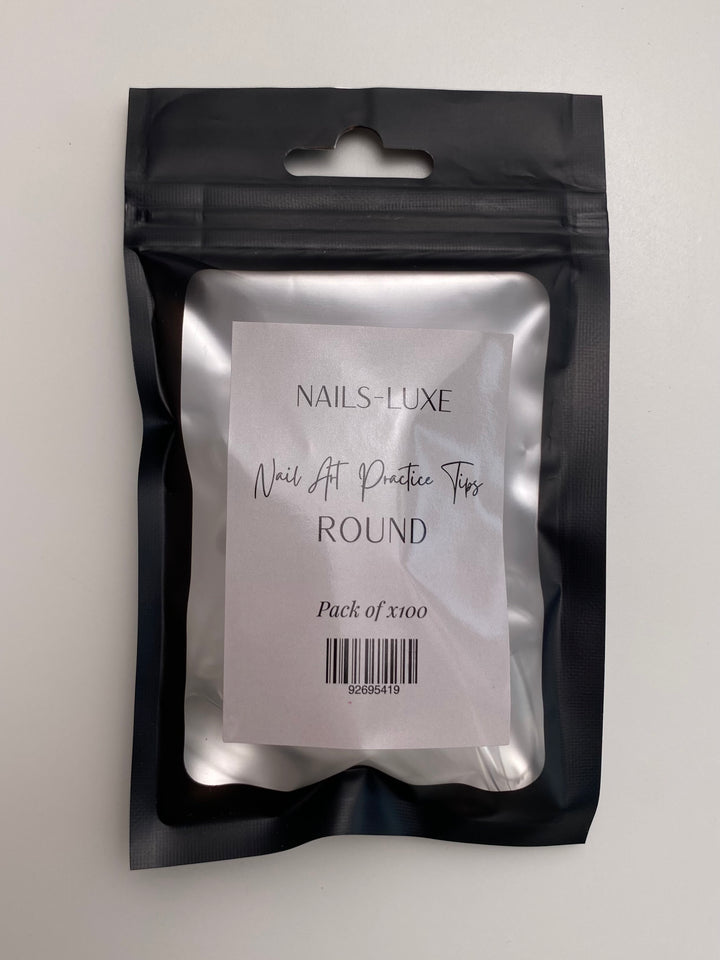 NAILS-LUXE
Nail Art Practice Tips
ROUND
Pack of x100
92695419